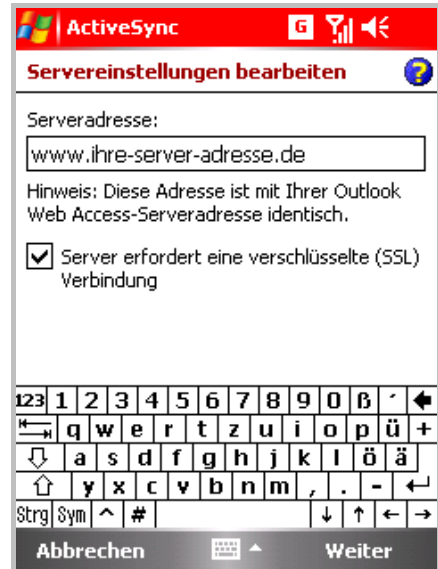 ActiveSync G
Servereinstellungen bearbeiten ?
Serveradresse:
www.ihre-server-adresse.de
Hinweis: Diese Adresse ist mit Ihrer Outlook
Web Access-Serveradresse identisch.
Server erfordert eine verschlüsselte (SSL)
Verbindung
123 1 2 3 4 5 6 7 8 9 0 ß ´
q w e r t z u i o p ü +
a s d f g h j k l ö ä
y x c v b n m , . -
Strg Sym ^ #
Abbrechen Weiter